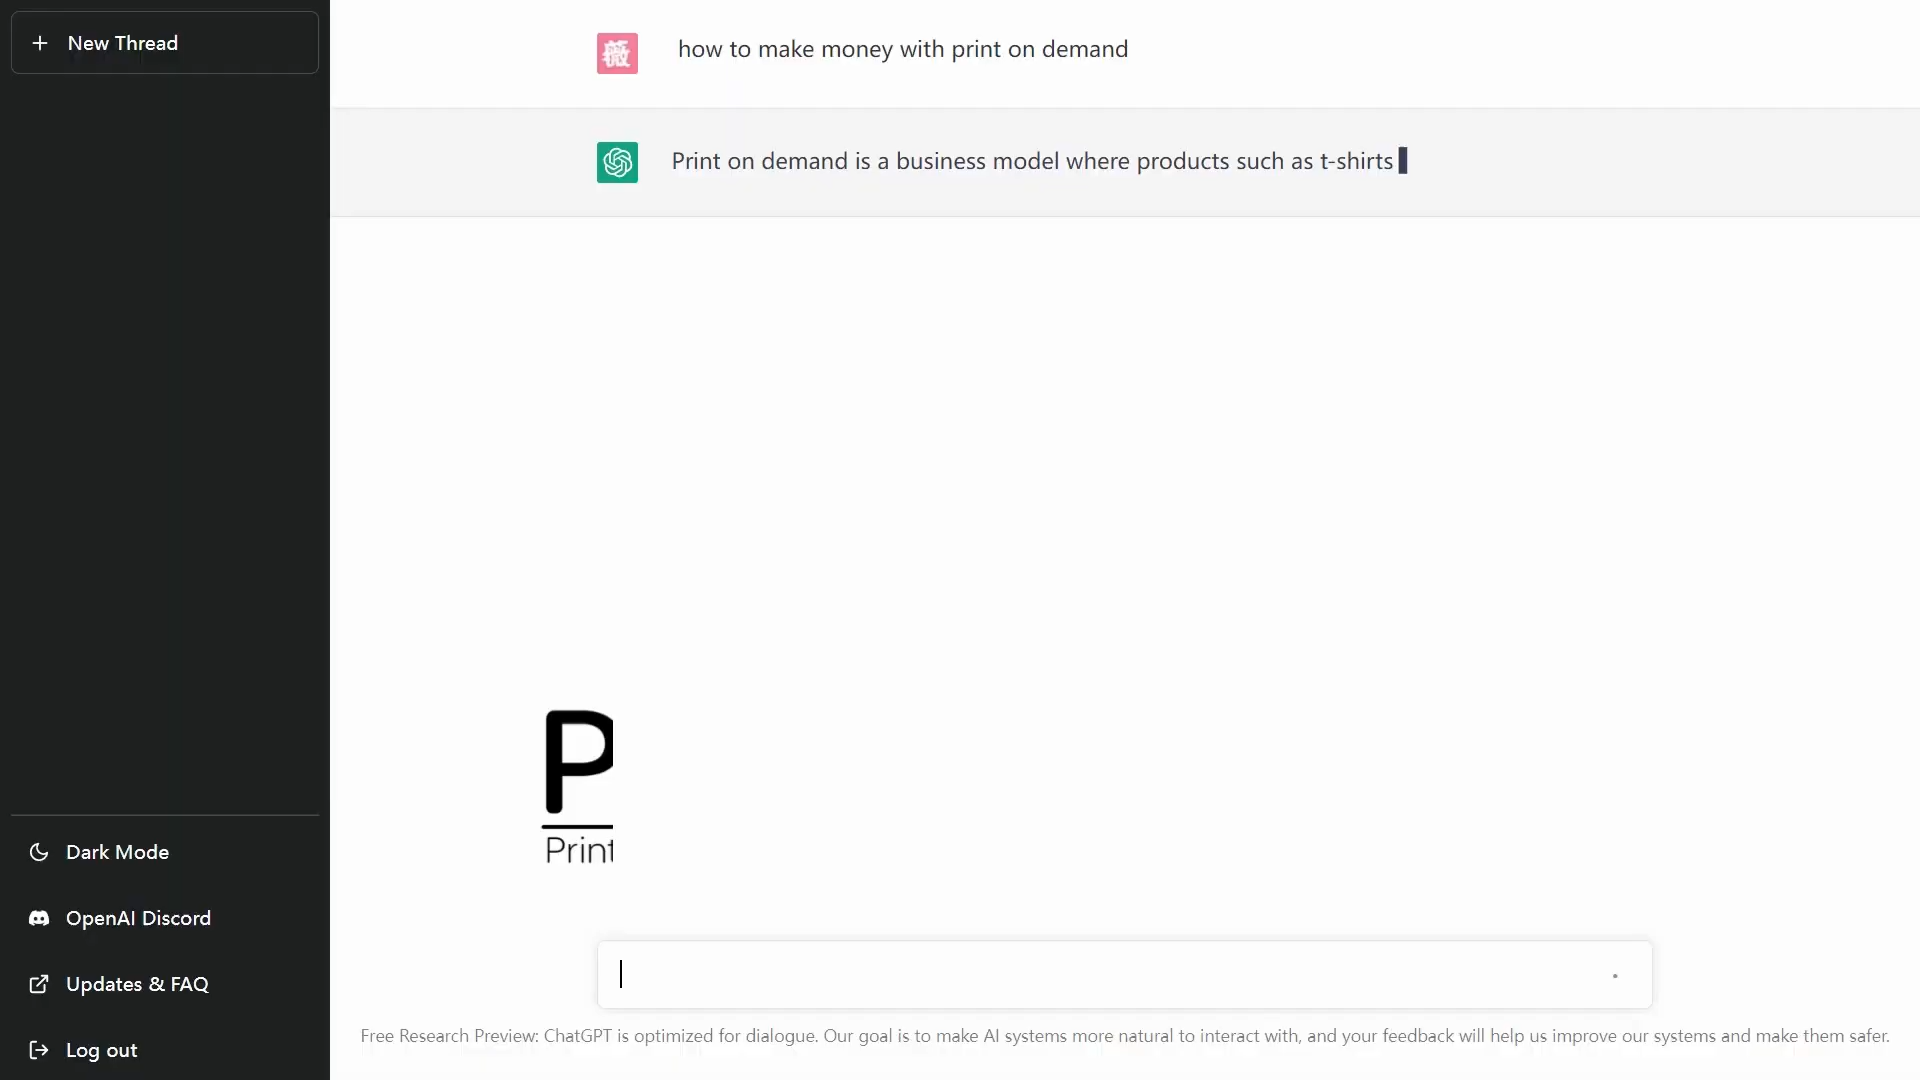 New Thread
薇
how to make money with print on demand
Print on demand is a business model where products such as t-shirts
P
Print
Dark Mode
OpenAI Discord
Updates & FAQ
Log out
Free Research Preview: ChatGPT is optimized for dialogue. Our goal is to make AI systems more natural to interact with, and your feedback will help us improve our systems and make them safer.